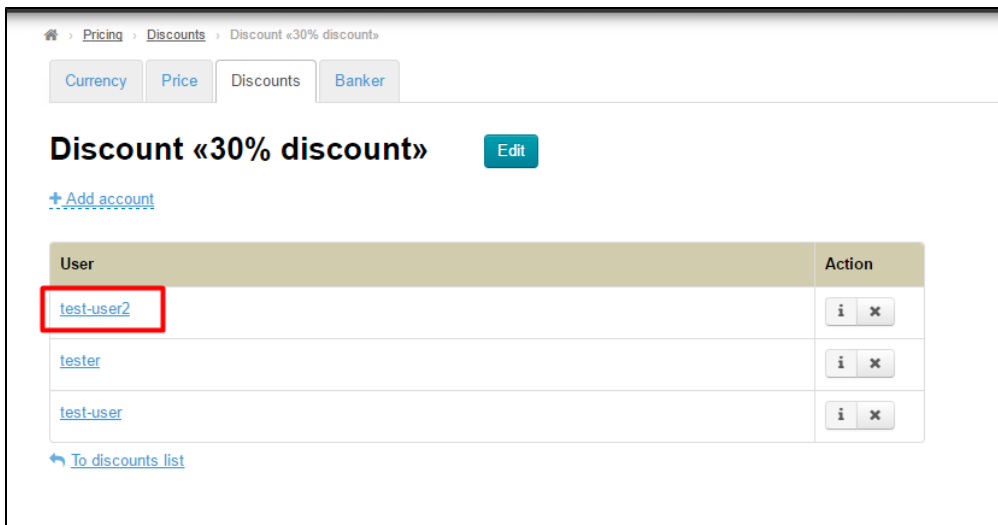 Pricing › Discounts › Discount «30% discount»
Currency Price Discounts Banker
Discount «30% discount» Edit
+ Add account
User Action
test-user2
tester
test-user
To discounts list